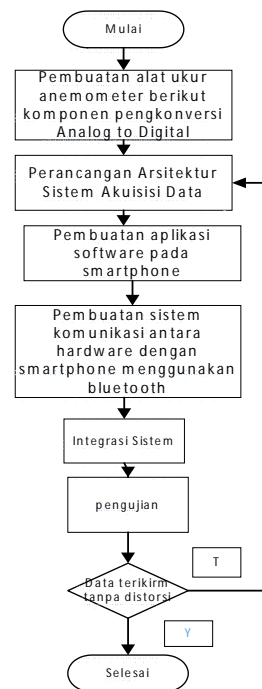 Mulai
Pembuatan alat ukur
anemometer berikut
komponen pengkonversi
Analog to Digital
Perancangan Arsitektur
Sistem Akuisisi Data
Pembuatan aplikasi
software pada
smartphone
Pembuatan sistem
komunikasi antara
hardware dengan
smartphone menggunakan
bluetooth
Integrasi Sistem
pengujian
Data terikirm
tanpa distorsi
T
Y
Selesai